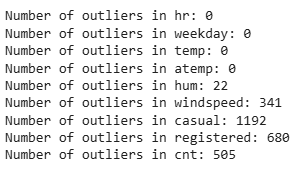 Number of outliers in hr: 0
Number of outliers in weekday: 0
Number of outliers in temp: 0
Number of outliers in atemp: 0
Number of outliers in hum: 22
Number of outliers in windspeed: 341
Number of outliers in casual: 1192
Number of outliers in registered: 680
Number of outliers in cnt: 505